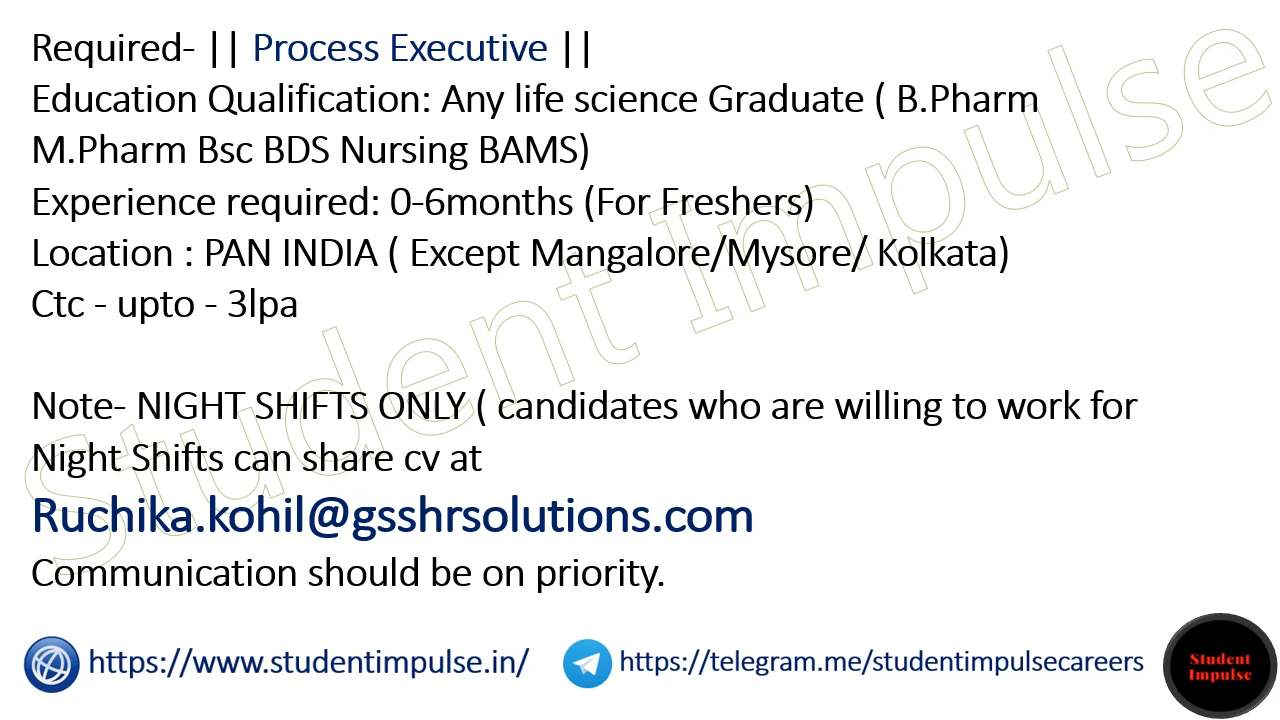 Required- || Process Executive ||
Education Qualification: Any life science Graduate ( B.Pharm
M.Pharm Bsc BDS Nursing BAMS)
Experience required: 0-6months (For Freshers)
Location : PAN INDIA ( Except Mangalore/Mysore/ Kolkata)
Ctc - upto - 3lpa
Note- NIGHT SHIFTS ONLY ( candidates who are willing to work for
Night Shifts can share cv at
Ruchika.kohil@gsshrsolutions.com
Communication should be on priority.
Student Impulse
https://www.studentimpulse.in/
https://telegram.me/studentimpulsecareers
Student
Impulse